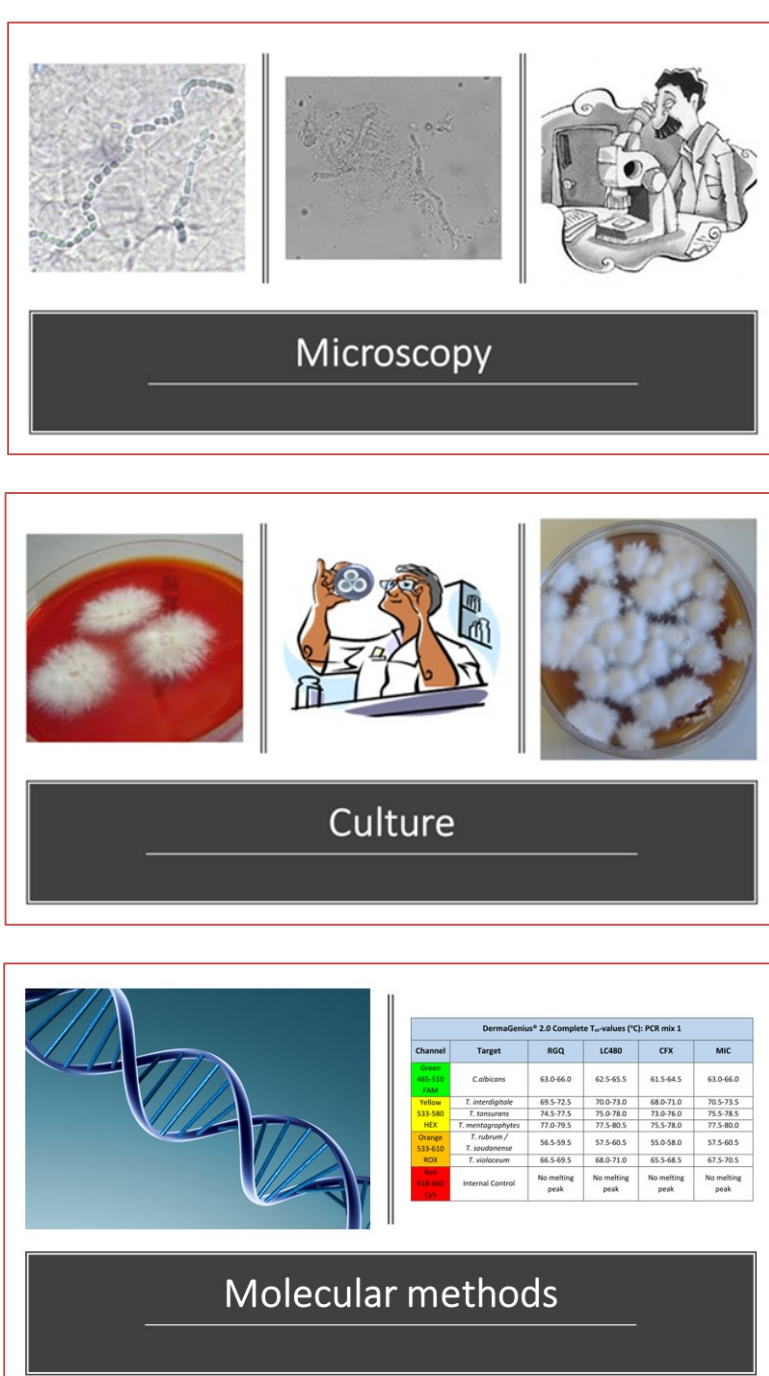 Microscopy
Culture
DermaGenius® 2.0 Complete Tm-values (°C): PCR mix 1
Channel Target RGQ LC480 CFX MIC
Green 465-510 FAM C.albicans 63.0-66.0 62.5-65.5 61.5-64.5 63.0-66.0
Yellow 533-580 HEX T. interdigitale 69.5-72.5 70.0-73.0 68.0-71.0 70.5-73.5
T. tonsurans 74.5-77.5 75.0-78.0 73.0-76.0 75.5-78.5
T. mentagrophytes 77.0-79.5 77.5-80.5 75.5-78.0 77.5-80.0
Orange 533-610 ROX T. rubrum / T. soudanense 56.5-59.5 57.5-60.5 55.0-58.0 57.5-60.5
T. violaceum 66.5-69.5 68.0-71.0 65.5-68.5 67.5-70.5
Red 618-660 Cy5 Internal Control No melting peak No melting peak No melting peak No melting peak
Molecular methods